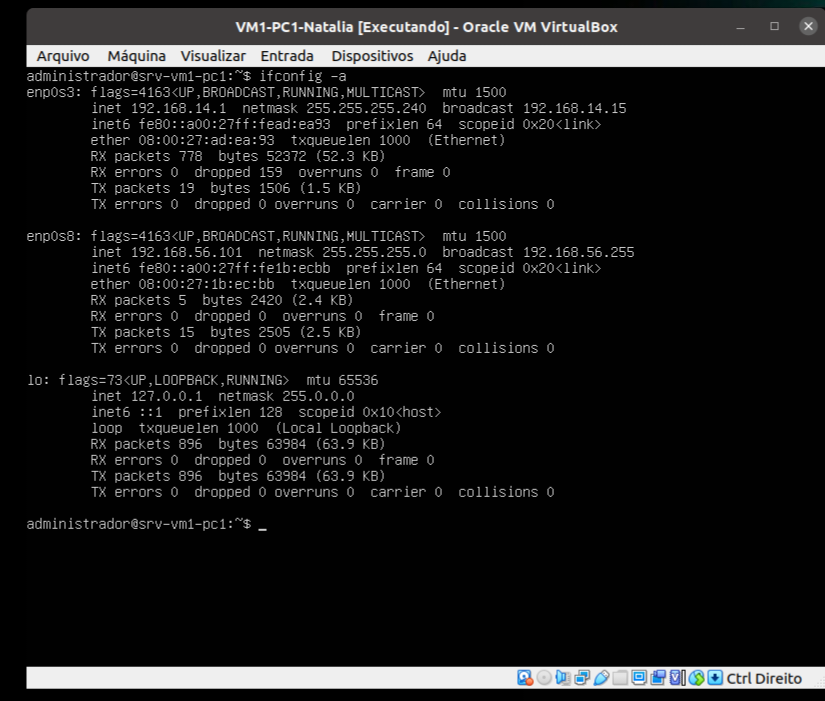 VM1-PC1-Natalia [Executando] - Oracle VM VirtualBox
Arquivo Máquina Visualizar Entrada Dispositivos Ajuda
administrador@srv-vm1-pc1:~$ ifconfig -a
enp0s3: flags=4163<UP,BROADCAST,RUNNING,MULTICAST>  mtu 1500
        inet 192.168.14.1  netmask 255.255.255.240  broadcast 192.168.14.15
        inet6 fe80::a00:27ff:fead:ea93  prefixlen 64  scopeid 0x20<link>
        ether 08:00:27:ad:ea:93  txqueuelen 1000  (Ethernet)
        RX packets 778  bytes 52372 (52.3 KB)
        RX errors 0  dropped 159  overruns 0  frame 0
        TX packets 19  bytes 1506 (1.5 KB)
        TX errors 0  dropped 0 overruns 0  carrier 0  collisions 0
enp0s8: flags=4163<UP,BROADCAST,RUNNING,MULTICAST>  mtu 1500
        inet 192.168.56.101  netmask 255.255.255.0  broadcast 192.168.56.255
        inet6 fe80::a00:27ff:fe1b:ecbb  prefixlen 64  scopeid 0x20<link>
        ether 08:00:27:1b:ec:bb  txqueuelen 1000  (Ethernet)
        RX packets 5  bytes 2420 (2.4 KB)
        RX errors 0  dropped 0  overruns 0  frame 0
        TX packets 15  bytes 2505 (2.5 KB)
        TX errors 0  dropped 0 overruns 0  carrier 0  collisions 0
lo: flags=73<UP,LOOPBACK,RUNNING>  mtu 65536
        inet 127.0.0.1  netmask 255.0.0.0
        inet6 ::1  prefixlen 128  scopeid 0x10<host>
        loop  txqueuelen 1000  (Local Loopback)
        RX packets 896  bytes 63984 (63.9 KB)
        RX errors 0  dropped 0  overruns 0  frame 0
        TX packets 896  bytes 63984 (63.9 KB)
        TX errors 0  dropped 0 overruns 0  carrier 0  collisions 0
administrador@srv-vm1-pc1:~$ _
Ctrl Direito